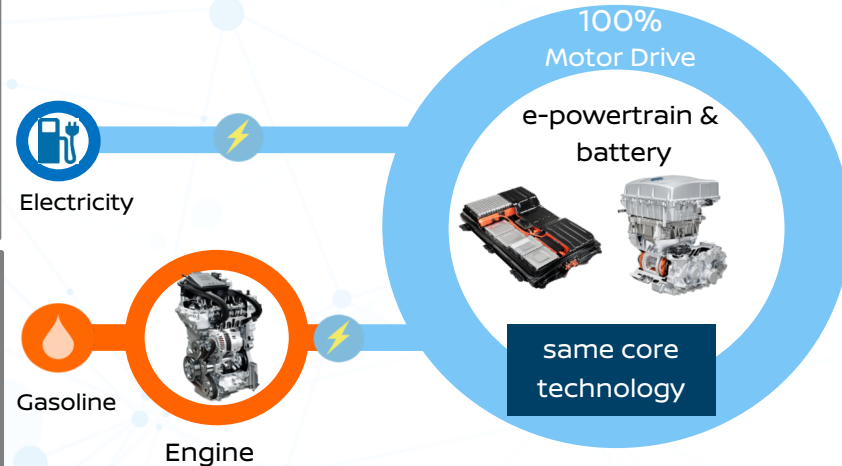 100%
Motor Drive
e-powertrain &
battery
Electricity
same core
technology
Gasoline
Engine